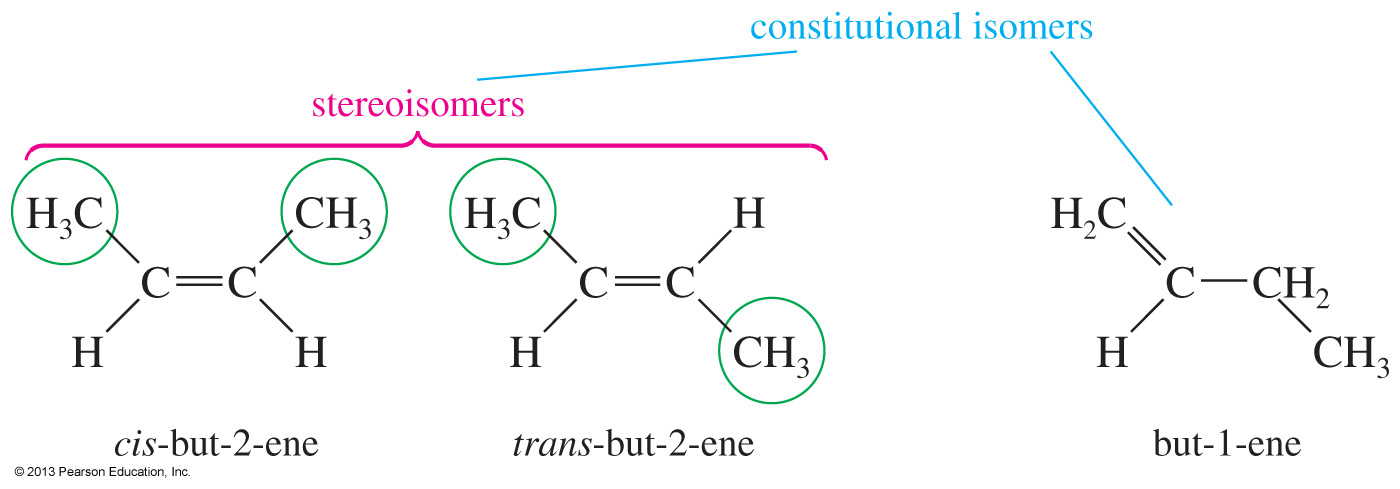 constitutional isomers
stereoisomers
H₃C CH₃ H₃C H H₂C
C=C C=C C—CH₂
H H H CH₃ H CH₃
cis-but-2-ene trans-but-2-ene but-1-ene
© 2013 Pearson Education, Inc.